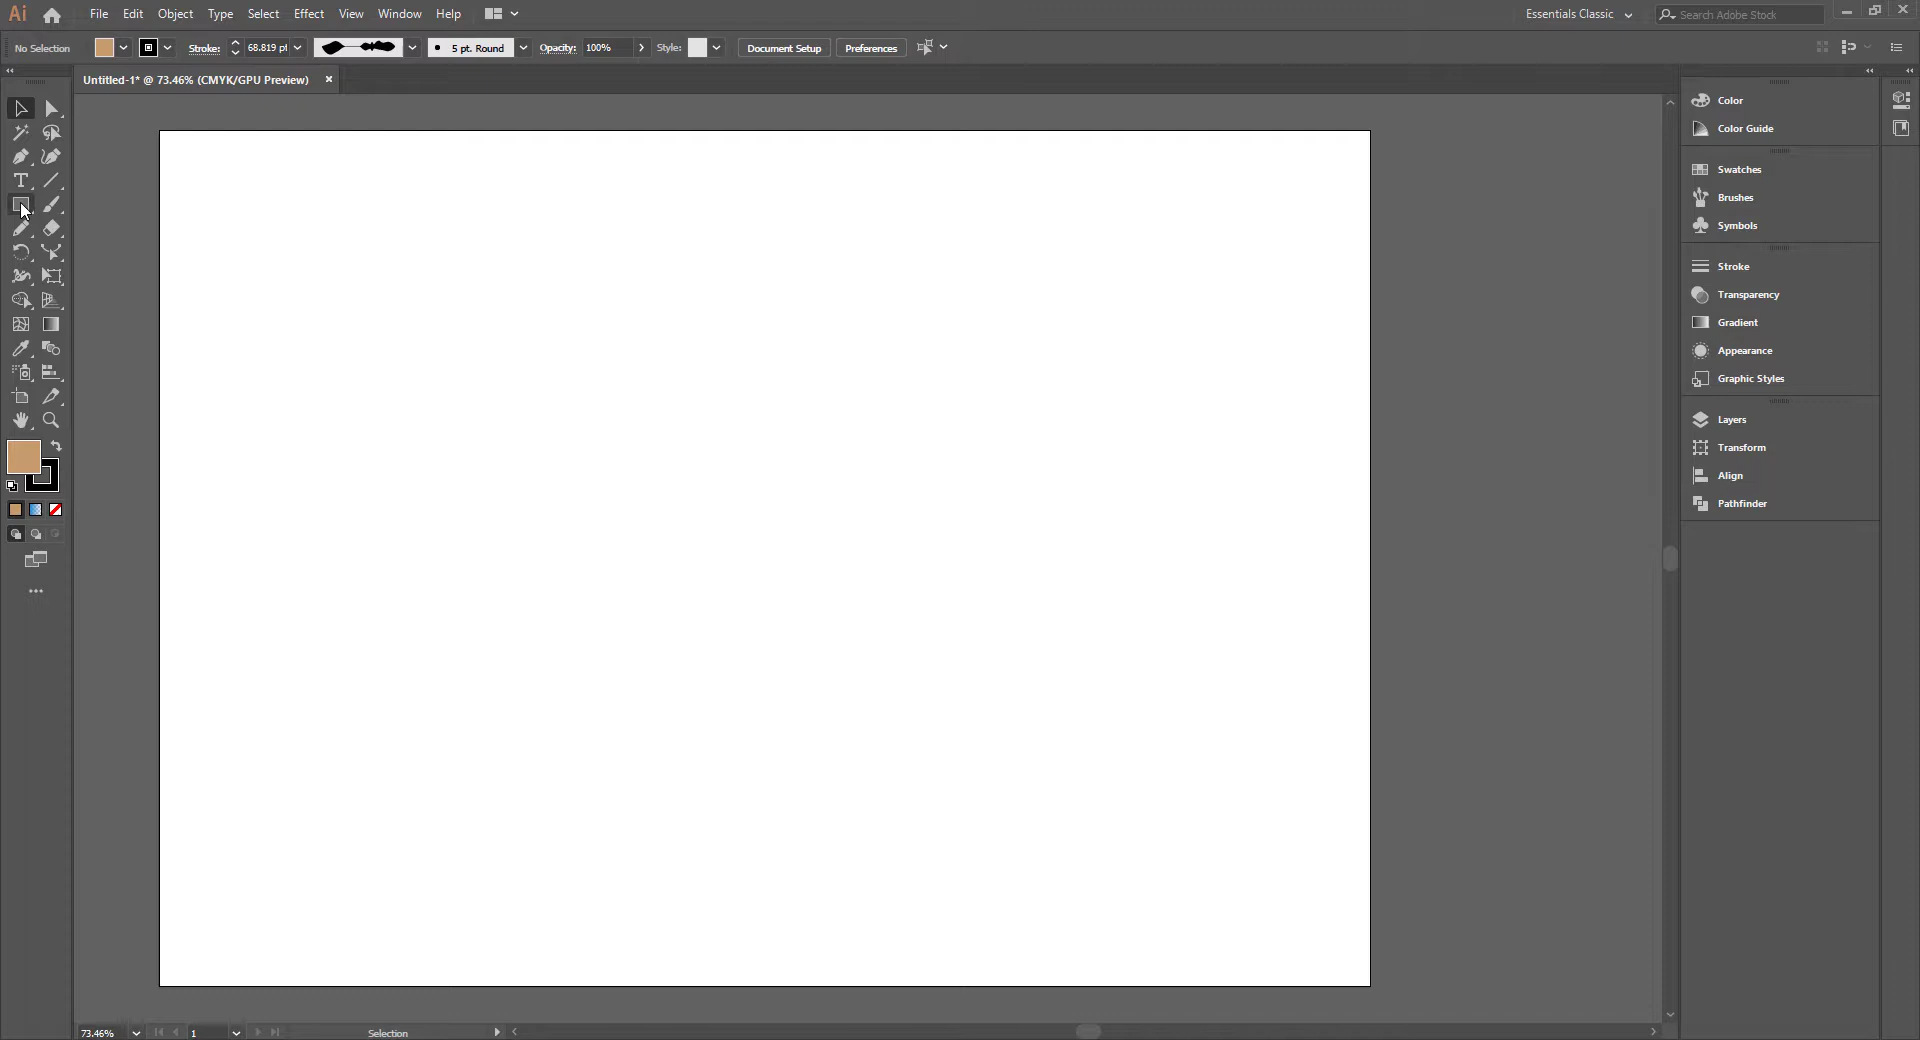 Ai File Edit Object Type Select Effect View Window Help Essentials Classic Search Adobe Stock
No Selection Stroke: 68.819 pt 5 pt. Round Opacity: 100% Style: Document Setup Preferences
Untitled-1* @ 73.46% (CMYK/GPU Preview)
Color
Color Guide
Swatches
Brushes
Symbols
Stroke
Transparency
Gradient
Appearance
Graphic Styles
Layers
Transform
Align
Pathfinder
73.46% 1 Selection